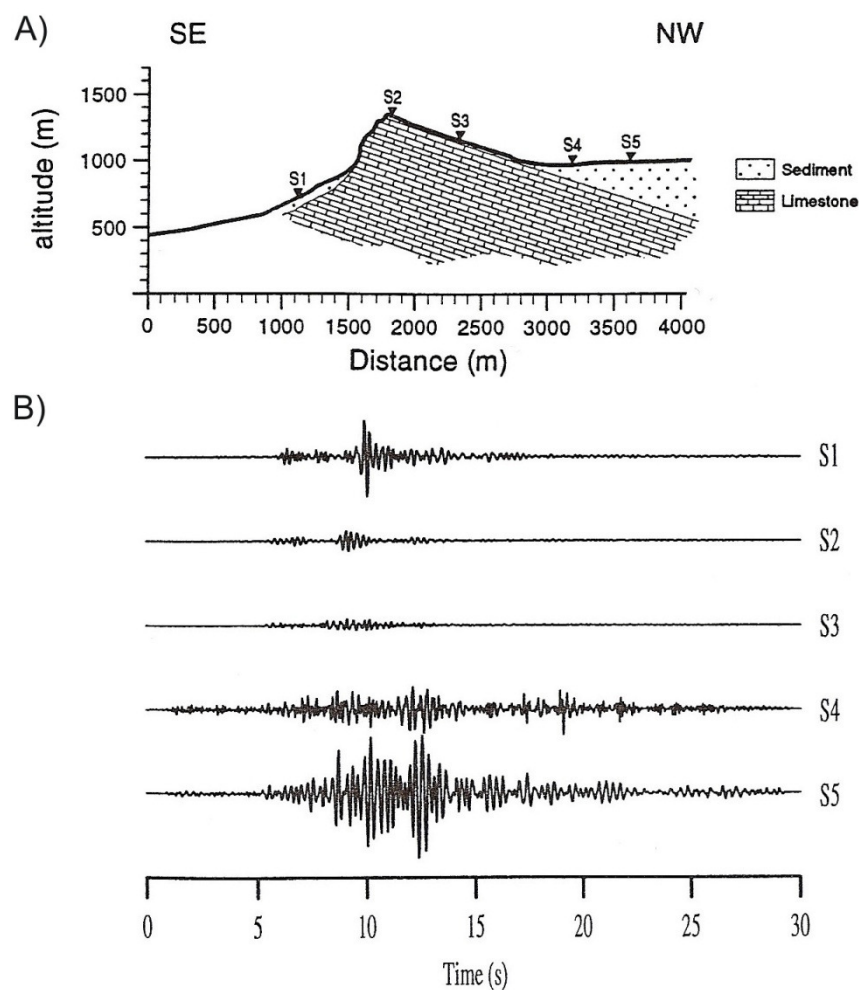 A)
SE NW
altitude (m)
1500
1000
500
0 500 1000 1500 2000 2500 3000 3500 4000
Distance (m)
S1
S2
S3
S4
S5
Sediment
Limestone
B)
S1
S2
S3
S4
S5
0 5 10 15 20 25 30
Time (s)